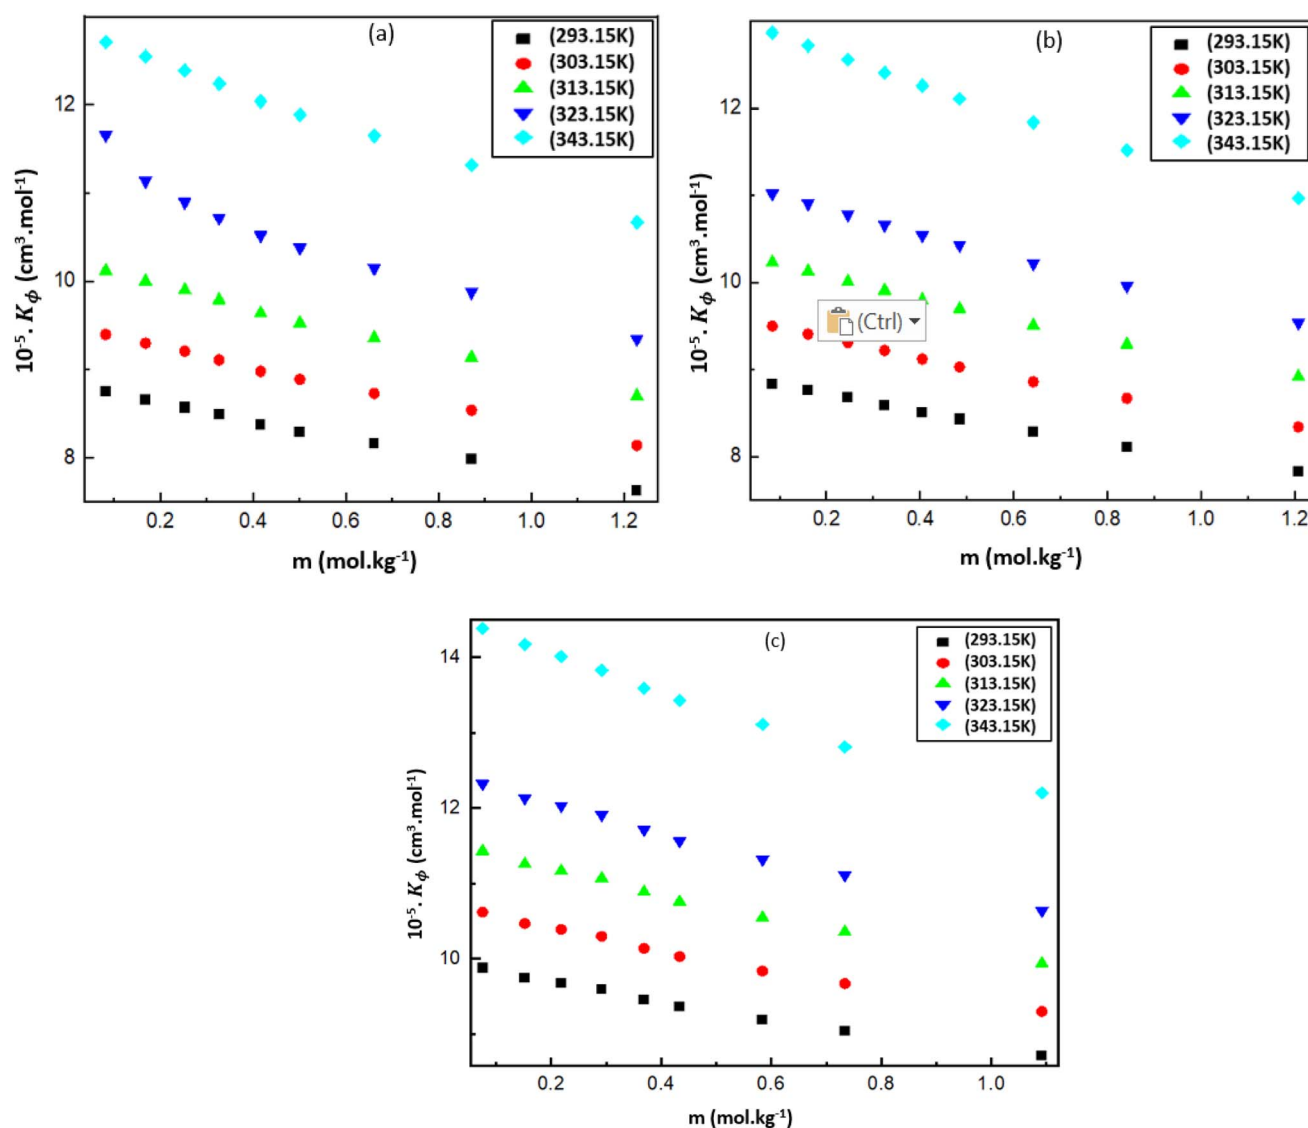 (a)
(293.15K)
(303.15K)
(313.15K)
(323.15K)
(343.15K)
12
10
8
10⁻⁵. Kϕ (cm³.mol⁻¹)
0.2 0.4 0.6 0.8 1.0 1.2
m (mol.kg⁻¹)
(b)
(293.15K)
(303.15K)
(313.15K)
(323.15K)
(343.15K)
12
10
8
10⁻⁵. Kϕ (cm³.mol⁻¹)
(Ctrl)
0.2 0.4 0.6 0.8 1.0 1.2
m (mol.kg⁻¹)
(c)
(293.15K)
(303.15K)
(313.15K)
(323.15K)
(343.15K)
14
12
10
10⁻⁵. Kϕ (cm³.mol⁻¹)
0.2 0.4 0.6 0.8 1.0
m (mol.kg⁻¹)